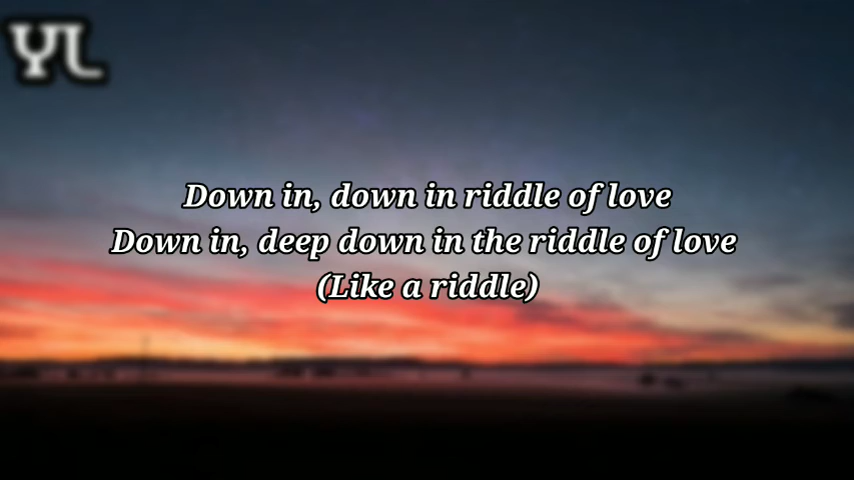 YL
Down in, down in riddle of love
Down in, deep down in the riddle of love
(Like a riddle)